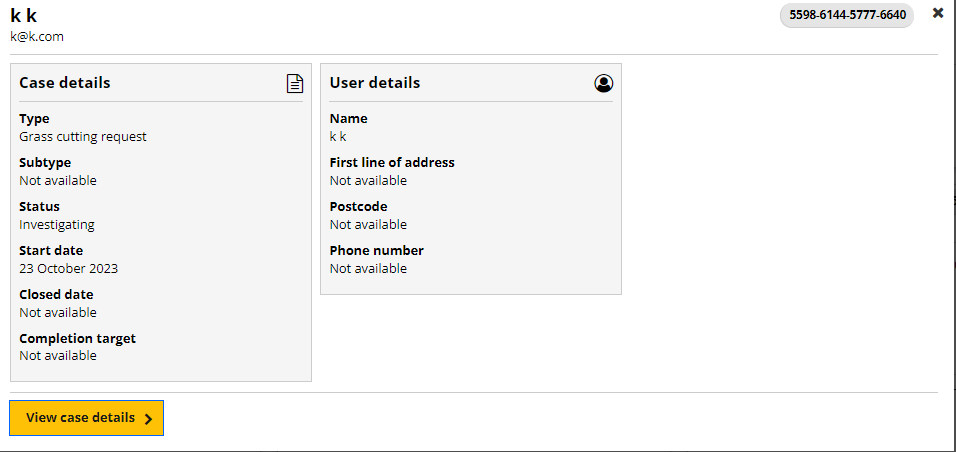 k k
5598-6144-5777-6640
k@k.com
Case details
Type
Grass cutting request
Subtype
Not available
Status
Investigating
Start date
23 October 2023
Closed date
Not available
Completion target
Not available
User details
Name
k k
First line of address
Not available
Postcode
Not available
Phone number
Not available
View case details